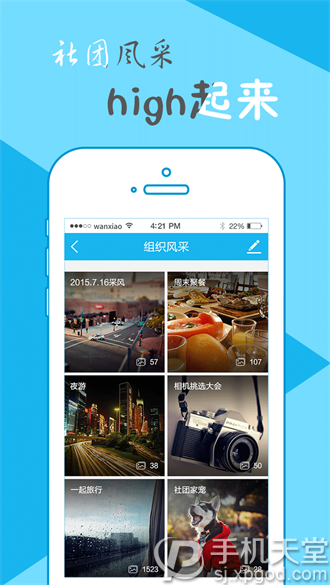 社团风采
high起来
wanxiao 4:21 PM 22%
组织风采
2015.7.16采风 周末聚餐
57 107
夜游 相机挑选大会
38 50
一起旅行 社团家宠
1523 28
手机天堂
sj.xpgod.com